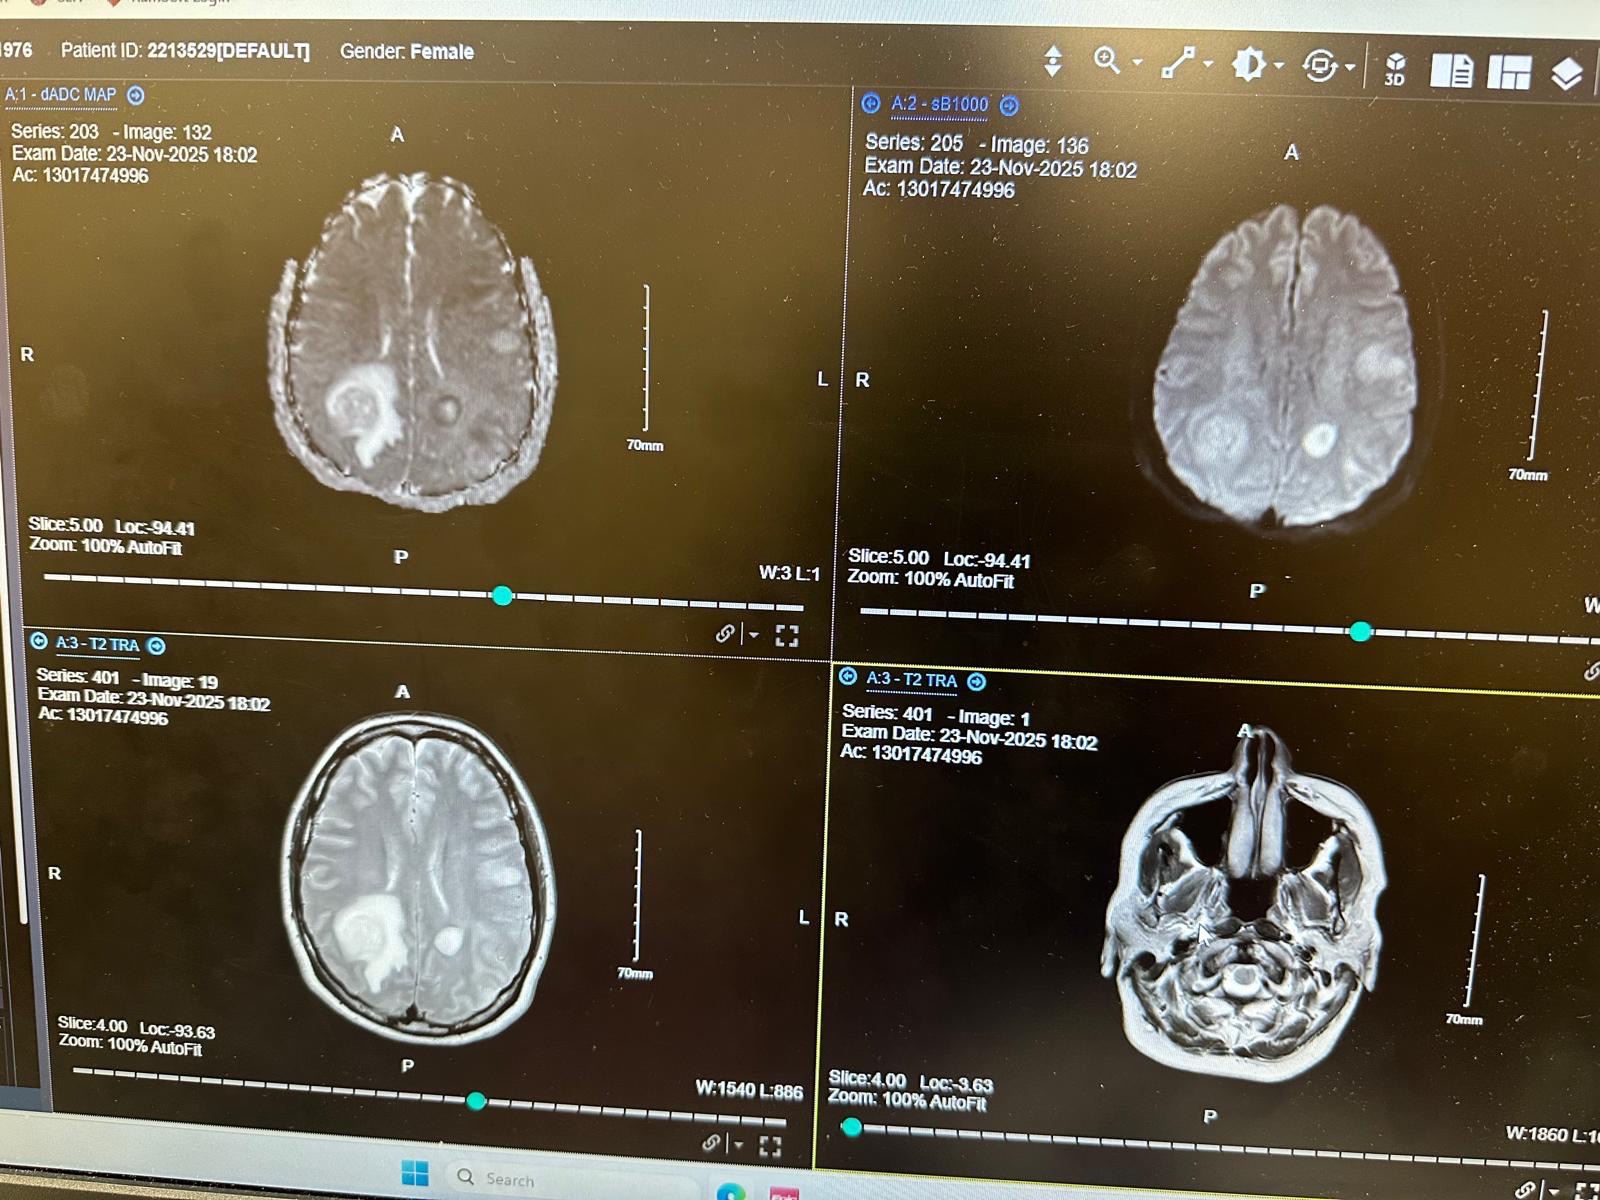 1976 Patient ID: 2213529[DEFAULT] Gender: Female
3D
A:1 - dADC MAP
Series: 203 - Image: 132
Exam Date: 23-Nov-2025 18:02
Ac: 13017474996
A
R
L
70mm
Slice:5.00 Loc:-94.41
Zoom: 100% AutoFit
P
W:3 L:1
A:2 - sB1000
Series: 205 - Image: 136
Exam Date: 23-Nov-2025 18:02
Ac: 13017474996
A
R
70mm
Slice:5.00 Loc:-94.41
Zoom: 100% AutoFit
P
W
A:3 - T2 TRA
Series: 401 - Image: 19
Exam Date: 23-Nov-2025 18:02
Ac: 13017474996
A
R
L
70mm
Slice:4.00 Loc:-93.63
Zoom: 100% AutoFit
P
W:1540 L:886
A:3 - T2 TRA
Series: 401 - Image: 1
Exam Date: 23-Nov-2025 18:02
Ac: 13017474996
A
R
70mm
Slice:4.00 Loc:-3.63
Zoom: 100% AutoFit
P
W:1860 L:1
Search